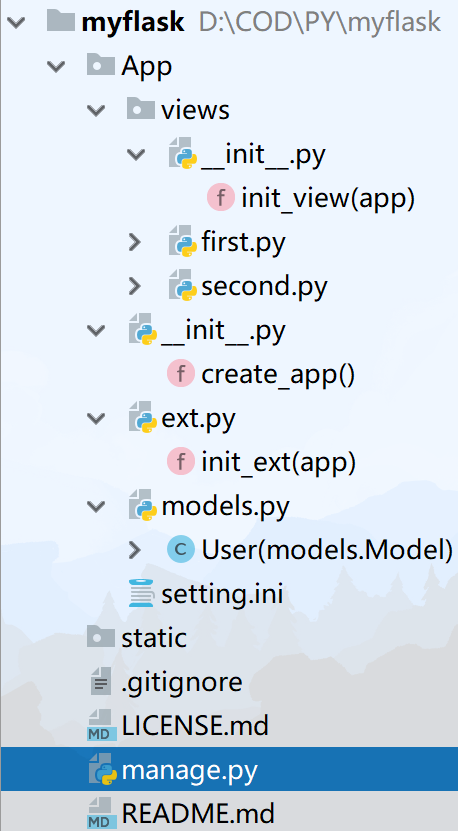 myflask D:\COD\PY\myflask
App
views
__init__.py
f init_view(app)
first.py
second.py
__init__.py
f create_app()
ext.py
f init_ext(app)
models.py
C User(models.Model)
setting.ini
static
.gitignore
MD LICENSE.md
manage.py
MD README.md